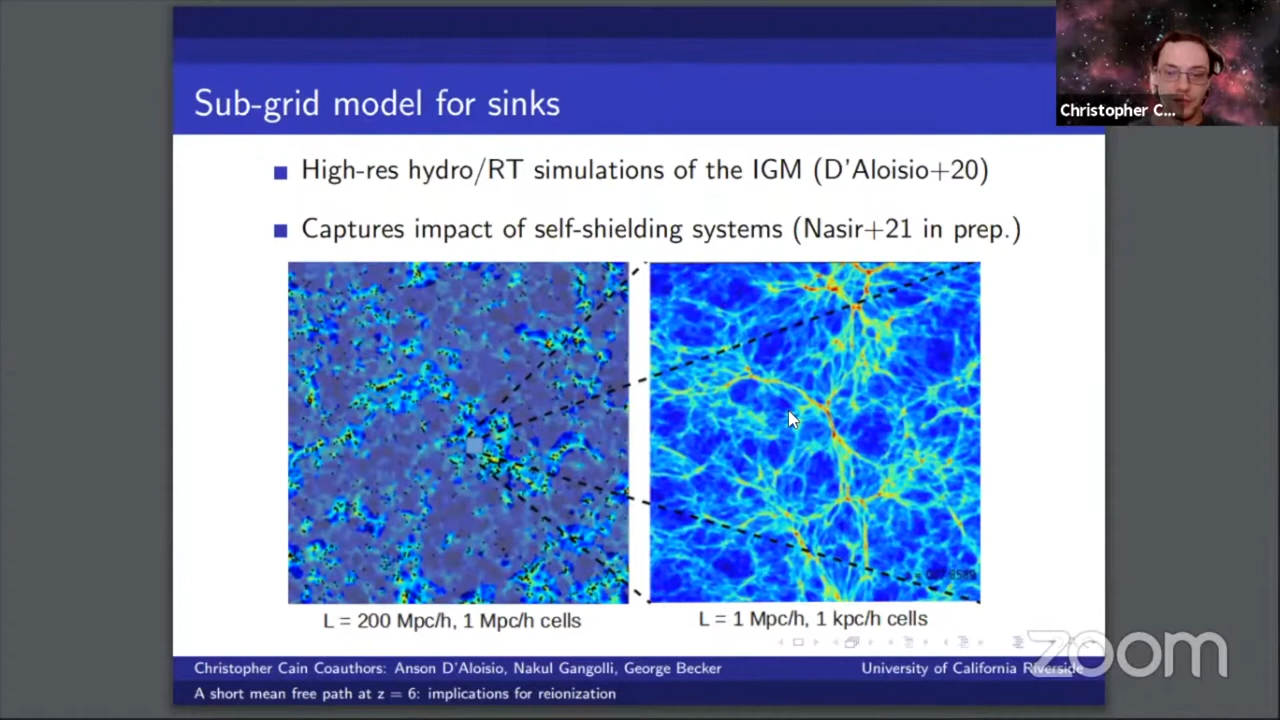 Sub-grid model for sinks
Christopher C...
High-res hydro/RT simulations of the IGM (D'Aloisio+20)
Captures impact of self-shielding systems (Nasir+21 in prep.)
L = 200 Mpc/h, 1 Mpc/h cells
L = 1 Mpc/h, 1 kpc/h cells
zoom
Christopher Cain Coauthors: Anson D'Aloisio, Nakul Gangolli, George Becker
University of California Riverside
A short mean free path at z = 6: implications for reionization